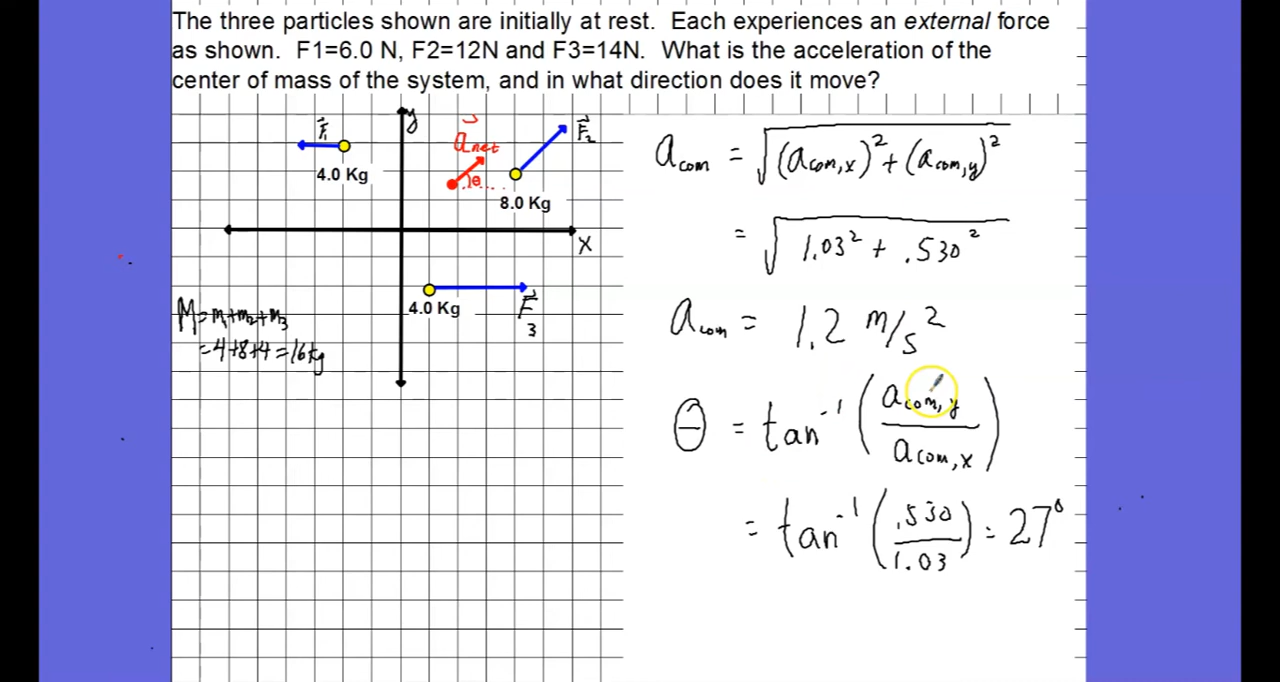 The three particles shown are initially at rest. Each experiences an external force
as shown. F1=6.0 N, F2=12N and F3=14N. What is the acceleration of the
center of mass of the system, and in what direction does it move?
F⃗₁
4.0 Kg
y
a⃗net
θ
F⃗₂
8.0 Kg
x
4.0 Kg
F⃗₃
M=m₁+m₂+m₃
=4+8+4=16kg
acom = √(acom,x)²+(acom,y)²
= √1.03²+.530²
acom = 1.2 m/s²
θ = tan⁻¹(acom,y/acom,x)
= tan⁻¹(.530/1.03) = 27°